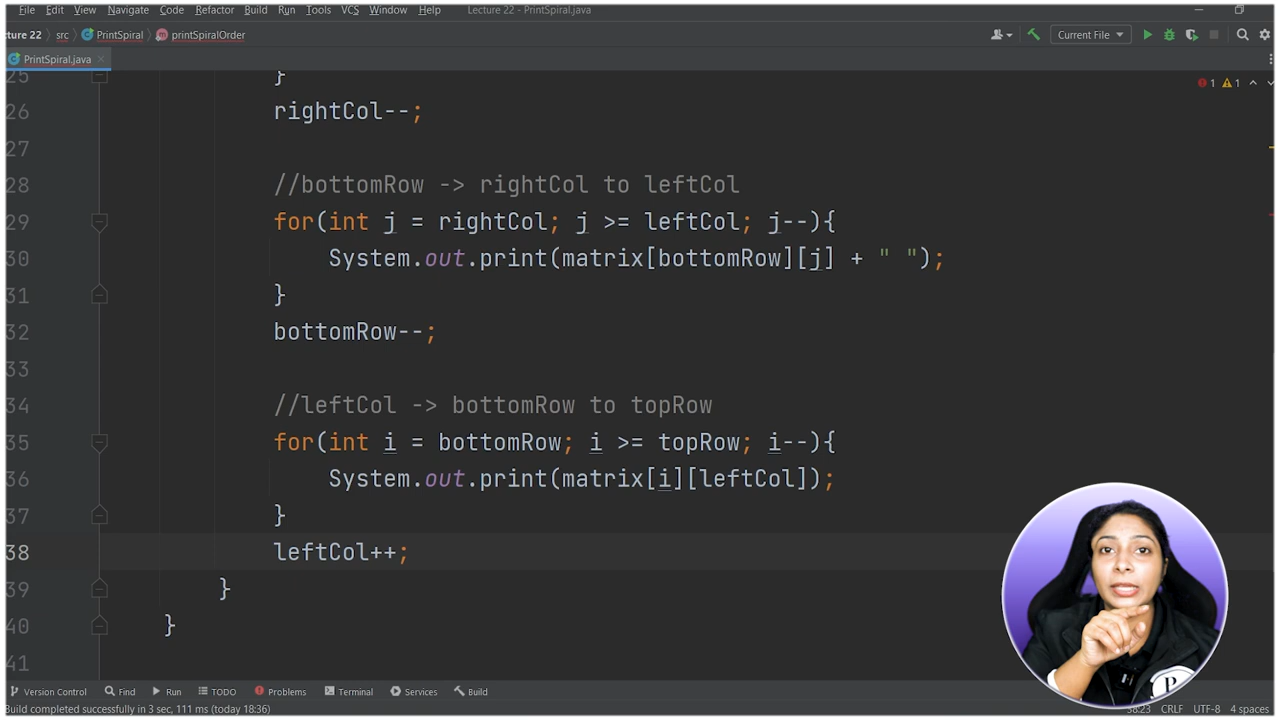 File Edit View Navigate Code Refactor Build Run Tools VCS Window Help Lecture 22 - PrintSpiral.java
cture 22 src PrintSpiral printSpiralOrder Current File
PrintSpiral.java
25 }
1 1
26 rightCol--;
27
28 //bottomRow -> rightCol to leftCol
29 for(int j = rightCol; j >= leftCol; j--){
30 System.out.print(matrix[bottomRow][j] + " ");
31 }
32 bottomRow--;
33
34 //leftCol -> bottomRow to topRow
35 for(int i = bottomRow; i >= topRow; i--){
36 System.out.print(matrix[i][leftCol]);
37 }
38 leftCol++;
39 }
40 }
41
P
Version Control Find Run TODO Problems Terminal Services Build
Build completed successfully in 3 sec, 111 ms (today 18:36) 38:23 CRLF UTF-8 4 spaces